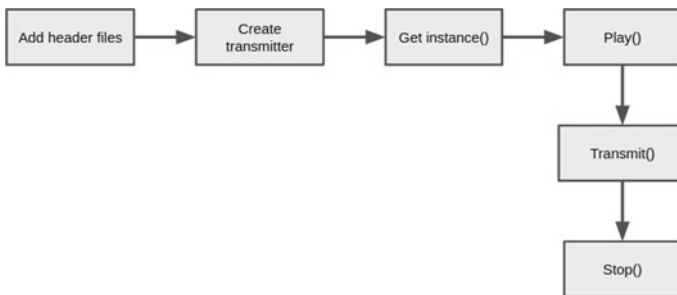 Add header files
Create
transmitter
Get instance()
Play()
Transmit()
Stop()